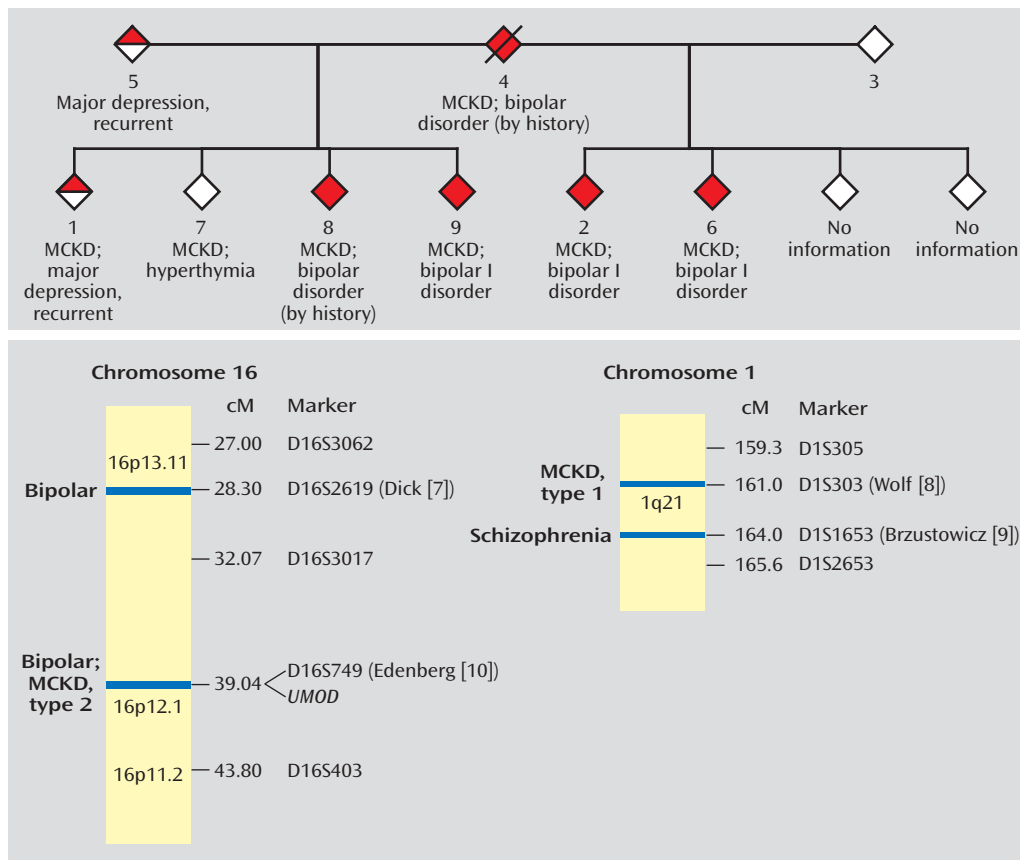 5
Major depression,
recurrent
4
MCKD; bipolar
disorder (by history)
3
1
MCKD;
major
depression,
recurrent
7
MCKD;
hyperthymia
8
MCKD;
bipolar
disorder
(by history)
9
MCKD;
bipolar I
disorder
2
MCKD;
bipolar I
disorder
6
MCKD;
bipolar I
disorder
No
information
No
information
Chromosome 16
cM Marker
27.00 D16S3062
16p13.11
Bipolar 28.30 D16S2619 (Dick [7])
32.07 D16S3017
Bipolar;
MCKD,
type 2
39.04
D16S749 (Edenberg [10])
UMOD
16p12.1
16p11.2 43.80 D16S403
Chromosome 1
cM Marker
159.3 D1S305
MCKD,
type 1
161.0 D1S303 (Wolf [8])
1q21
Schizophrenia 164.0 D1S1653 (Brzustowicz [9])
165.6 D1S2653